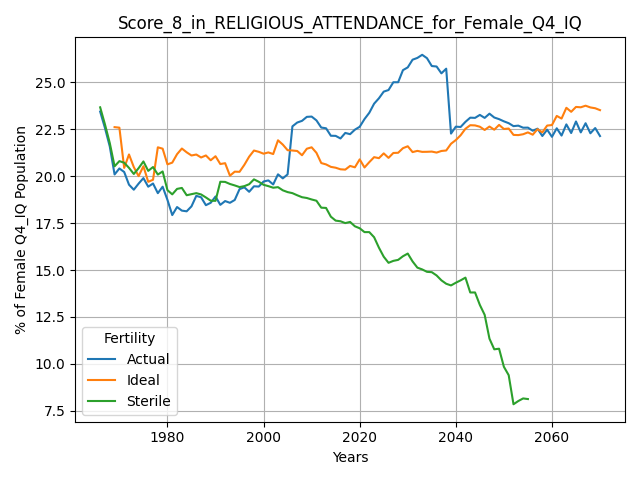 Score_8_in_RELIGIOUS_ATTENDANCE_for_Female_Q4_IQ
% of Female Q4_IQ Population
25.0
22.5
20.0
17.5
15.0
12.5
10.0
7.5
Fertility
Actual
Ideal
Sterile
1980
2000
2020
2040
2060
Years